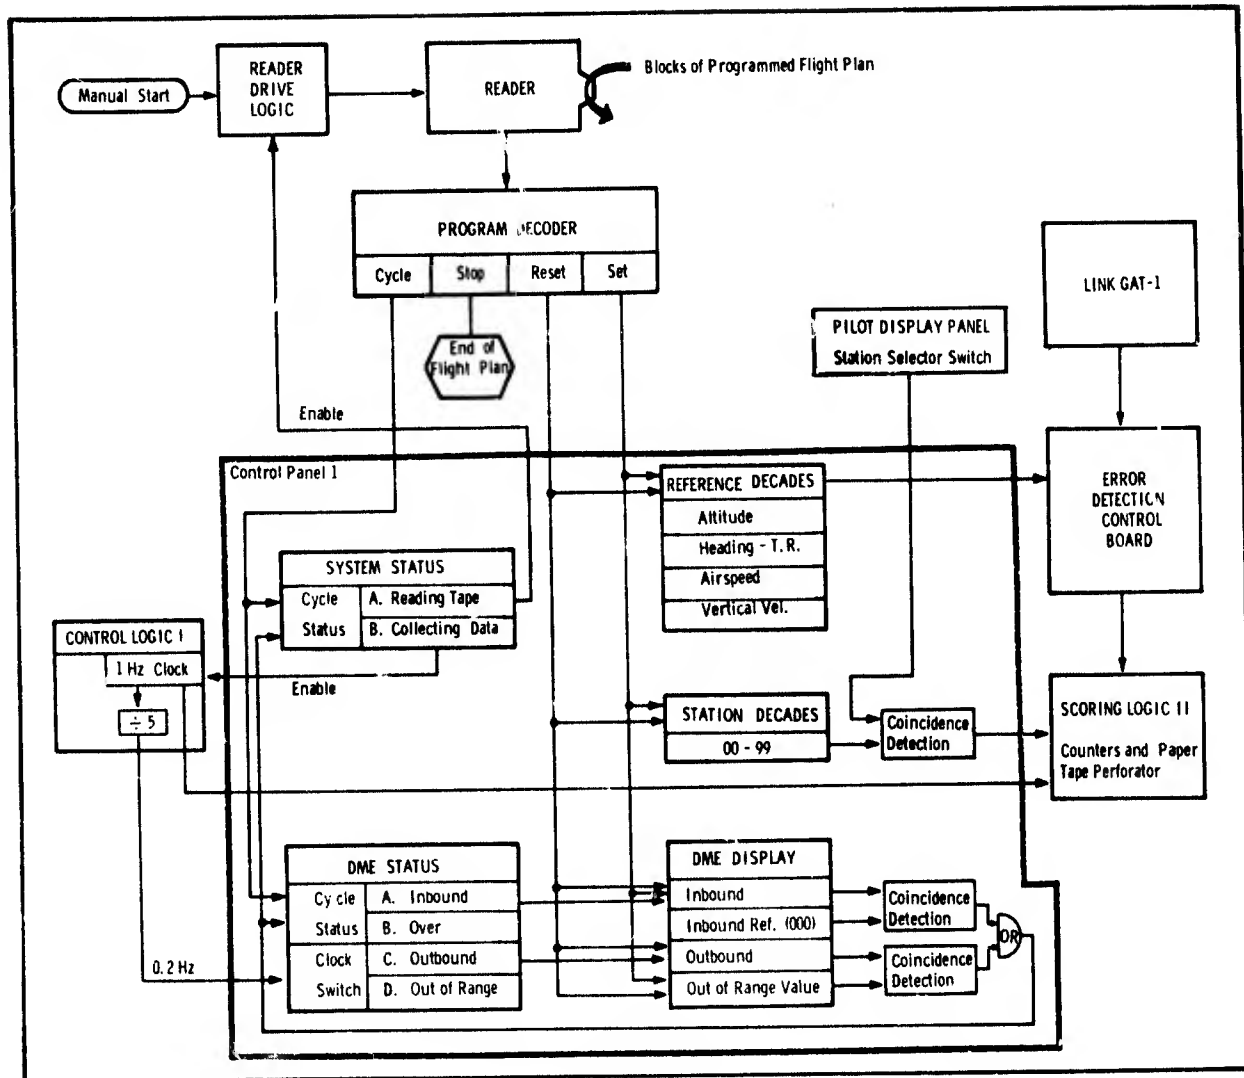 Blocks of Programmed Flight Plan
Manual Start
READER
DRIVE
LOGIC
READER
PROGRAM DECODER
Cycle
Stop
Reset
Set
End of
Flight Plan
LINK GAT-1
PILOT DISPLAY PANEL
Station Selector Switch
Enable
Control Panel 1
REFERENCE DECADES
Altitude
Heading - T.R.
Airspeed
Vertical Vel.
ERROR
DETECTION
CONTROL
BOARD
SYSTEM STATUS
Cycle
Status
A. Reading Tape
B. Collecting Data
CONTROL LOGIC I
1 Hz Clock
÷ 5
Enable
STATION DECADES
00 - 99
Coincidence
Detection
SCORING LOGIC II
Counters and Paper
Tape Perforator
DME STATUS
Cycle
Status
Clock
Switch
A. Inbound
B. Over
C. Outbound
D. Out of Range
0.2 Hz
DME DISPLAY
Inbound
Inbound Ref. (000)
Outbound
Out of Range Value
Coincidence
Detection
Coincidence
Detection
OR